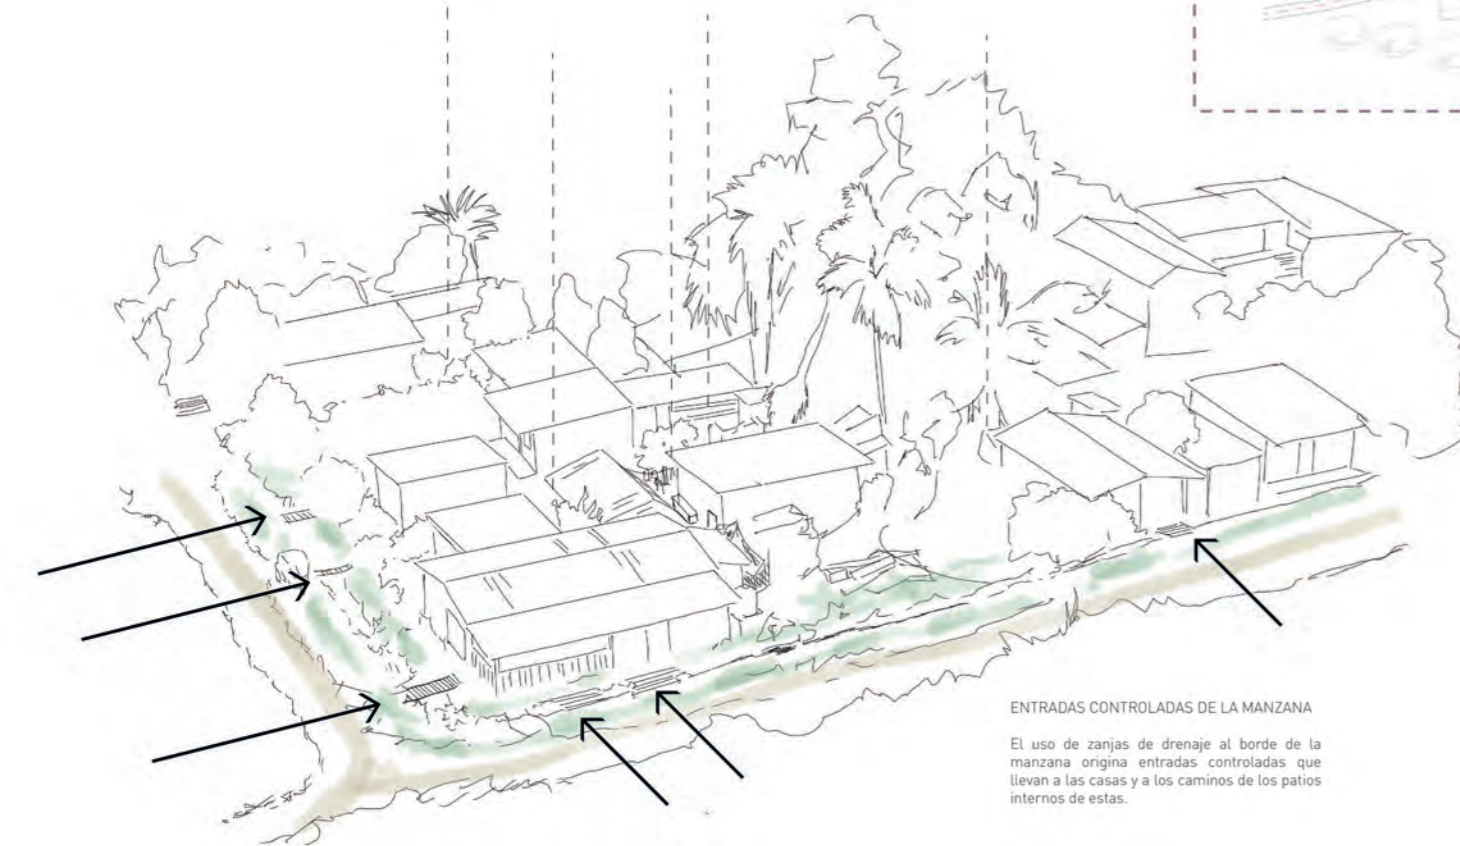 ENTRADAS CONTROLADAS DE LA MANZANA
El uso de zanjas de drenaje al borde de la
manzana origina entradas controladas que
llevan a las casas y a los caminos de los patios
internos de estas.